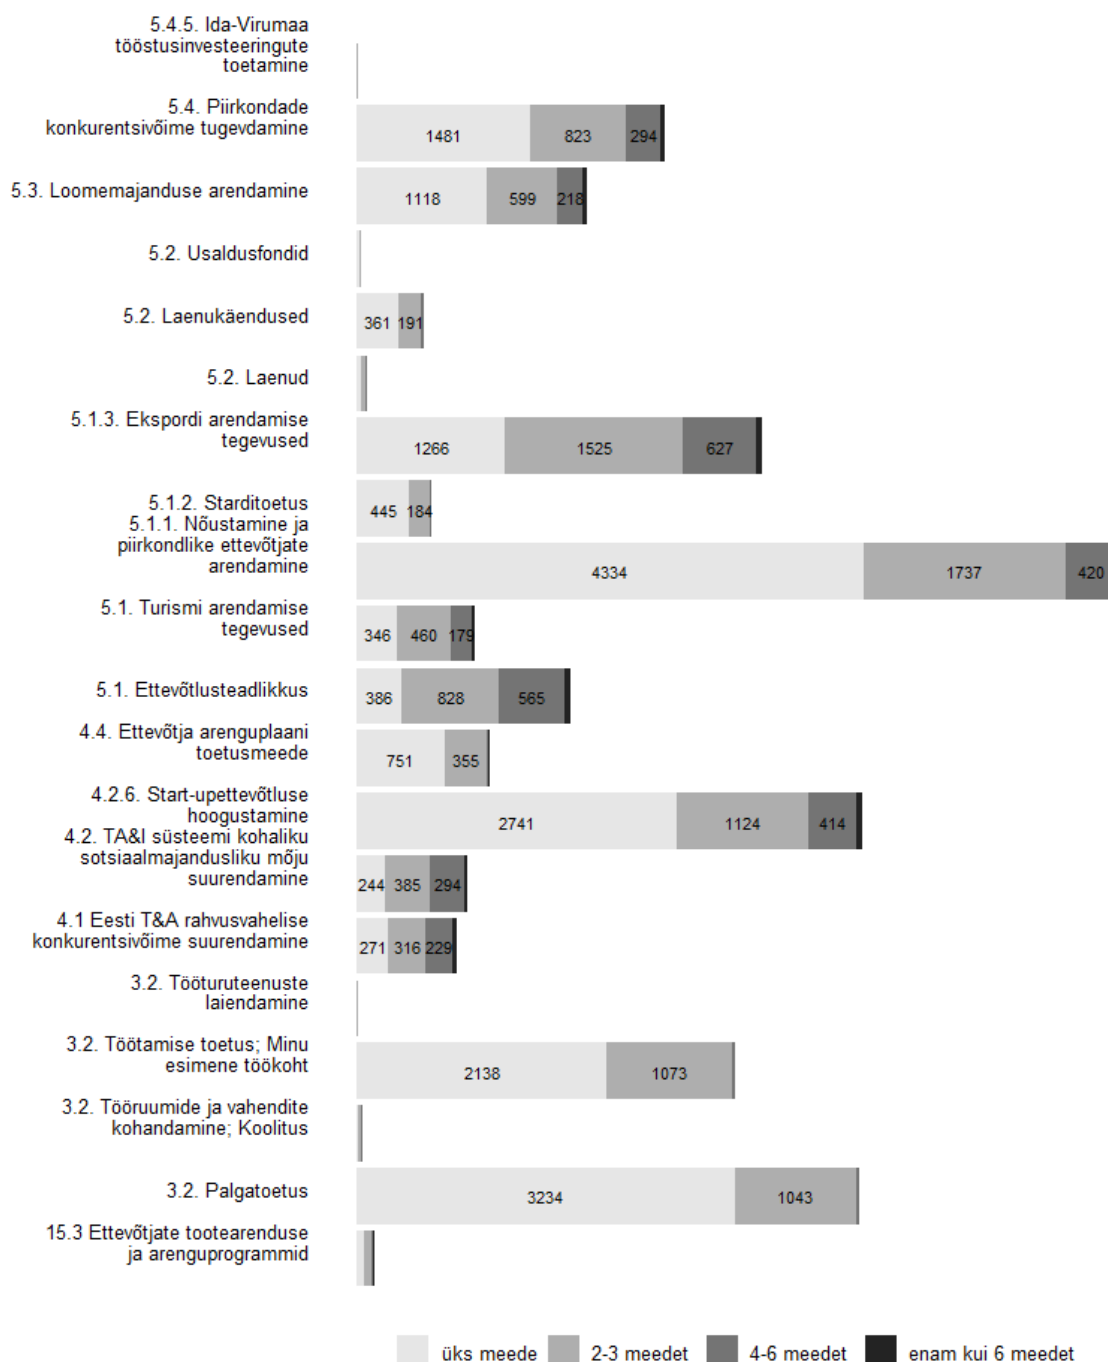 5.4.5. Ida-Virumaa
tööstusinvesteeringute
toetamine
5.4. Piirkondade
konkurentsivõime tugevdamine
1481 823 294
5.3. Loomemajanduse arendamine
1118 599 218
5.2. Usaldusfondid
5.2. Laenukäendused
361 191
5.2. Laenud
5.1.3. Ekspordi arendamise
tegevused
1266 1525 627
5.1.2. Starditoetus
445 184
5.1.1. Nõustamine ja
piirkondlike ettevõtjate
arendamine
4334 1737 420
5.1. Turismi arendamise
tegevused
346 460 179
5.1. Ettevõtlusteadlikkus
386 828 565
4.4. Ettevõtja arenguplaani
toetusmeede
751 355
4.2.6. Start-upettevõtluse
hoogustamine
2741 1124 414
4.2. TA&I süsteemi kohaliku
sotsiaalmajandusliku mõju
suurendamine
244 385 294
4.1 Eesti T&A rahvusvahelise
konkurentsivõime suurendamine
271 316 229
3.2. Tööturuteenuste
laiendamine
3.2. Töötamise toetus; Minu
esimene töökoht
2138 1073
3.2. Tööruumide ja vahendite
kohandamine; Koolitus
3.2. Palgatoetus
3234 1043
15.3 Ettevõtjate tootearenduse
ja arenguprogrammid
üks meede 2-3 meedet 4-6 meedet enam kui 6 meedet